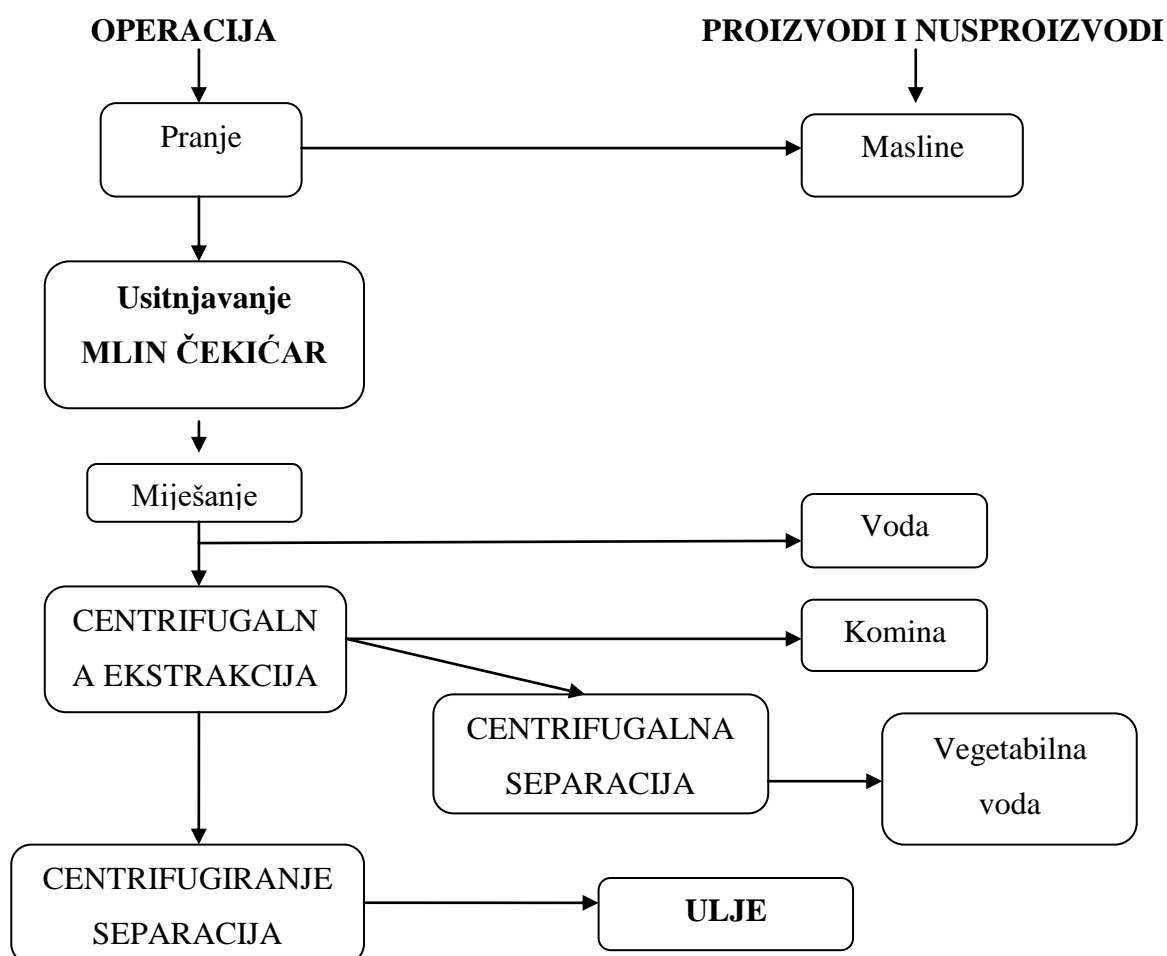 OPERACIJA
PROIZVODI I NUSPROIZVODI
Pranje
Masline
Usitnjavanje
MLIN ČEKIĆAR
Miješanje
Voda
CENTRIFUGALN
A EKSTRAKCIJA
Komina
CENTRIFUGALNA
SEPARACIJA
Vegetabilna
voda
CENTRIFUGIRANJE
SEPARACIJA
ULJE